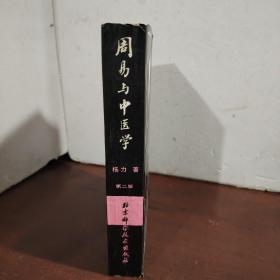 周易与中医学
杨力 著
第二版
北京科学技术出版社